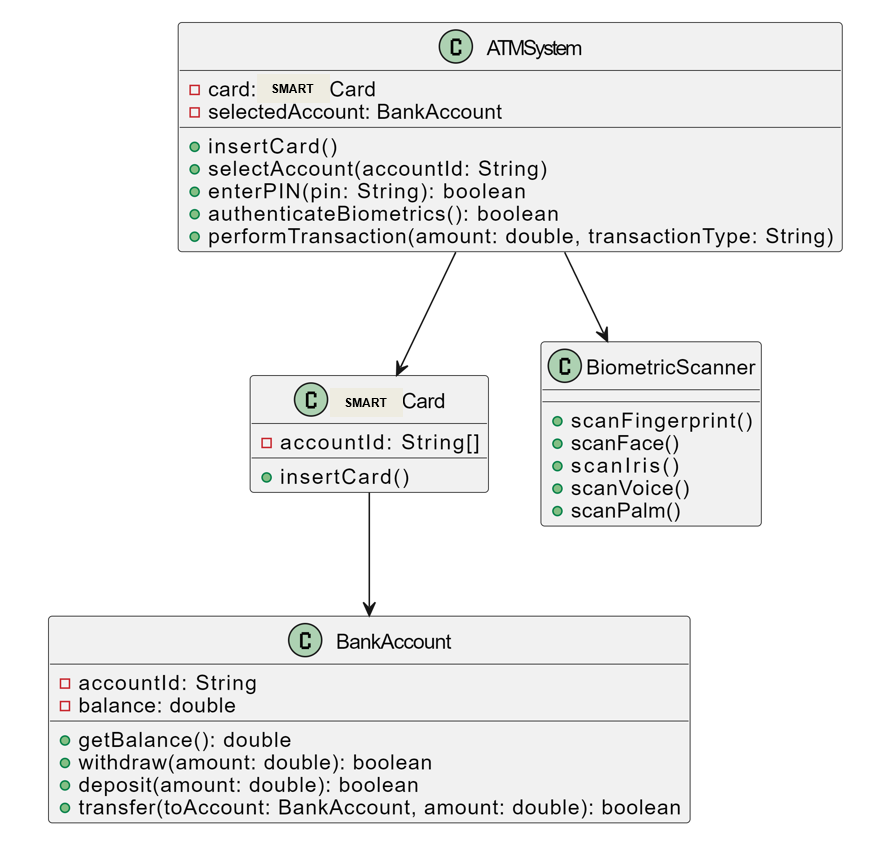 C ATMSystem
card: SMART Card
selectedAccount: BankAccount
insertCard()
selectAccount(accountId: String)
enterPIN(pin: String): boolean
authenticateBiometrics(): boolean
performTransaction(amount: double, transactionType: String)
C SMART Card
accountId: String[]
insertCard()
C BiometricScanner
scanFingerprint()
scanFace()
scanIris()
scanVoice()
scanPalm()
C BankAccount
accountId: String
balance: double
getBalance(): double
withdraw(amount: double): boolean
deposit(amount: double): boolean
transfer(toAccount: BankAccount, amount: double): boolean